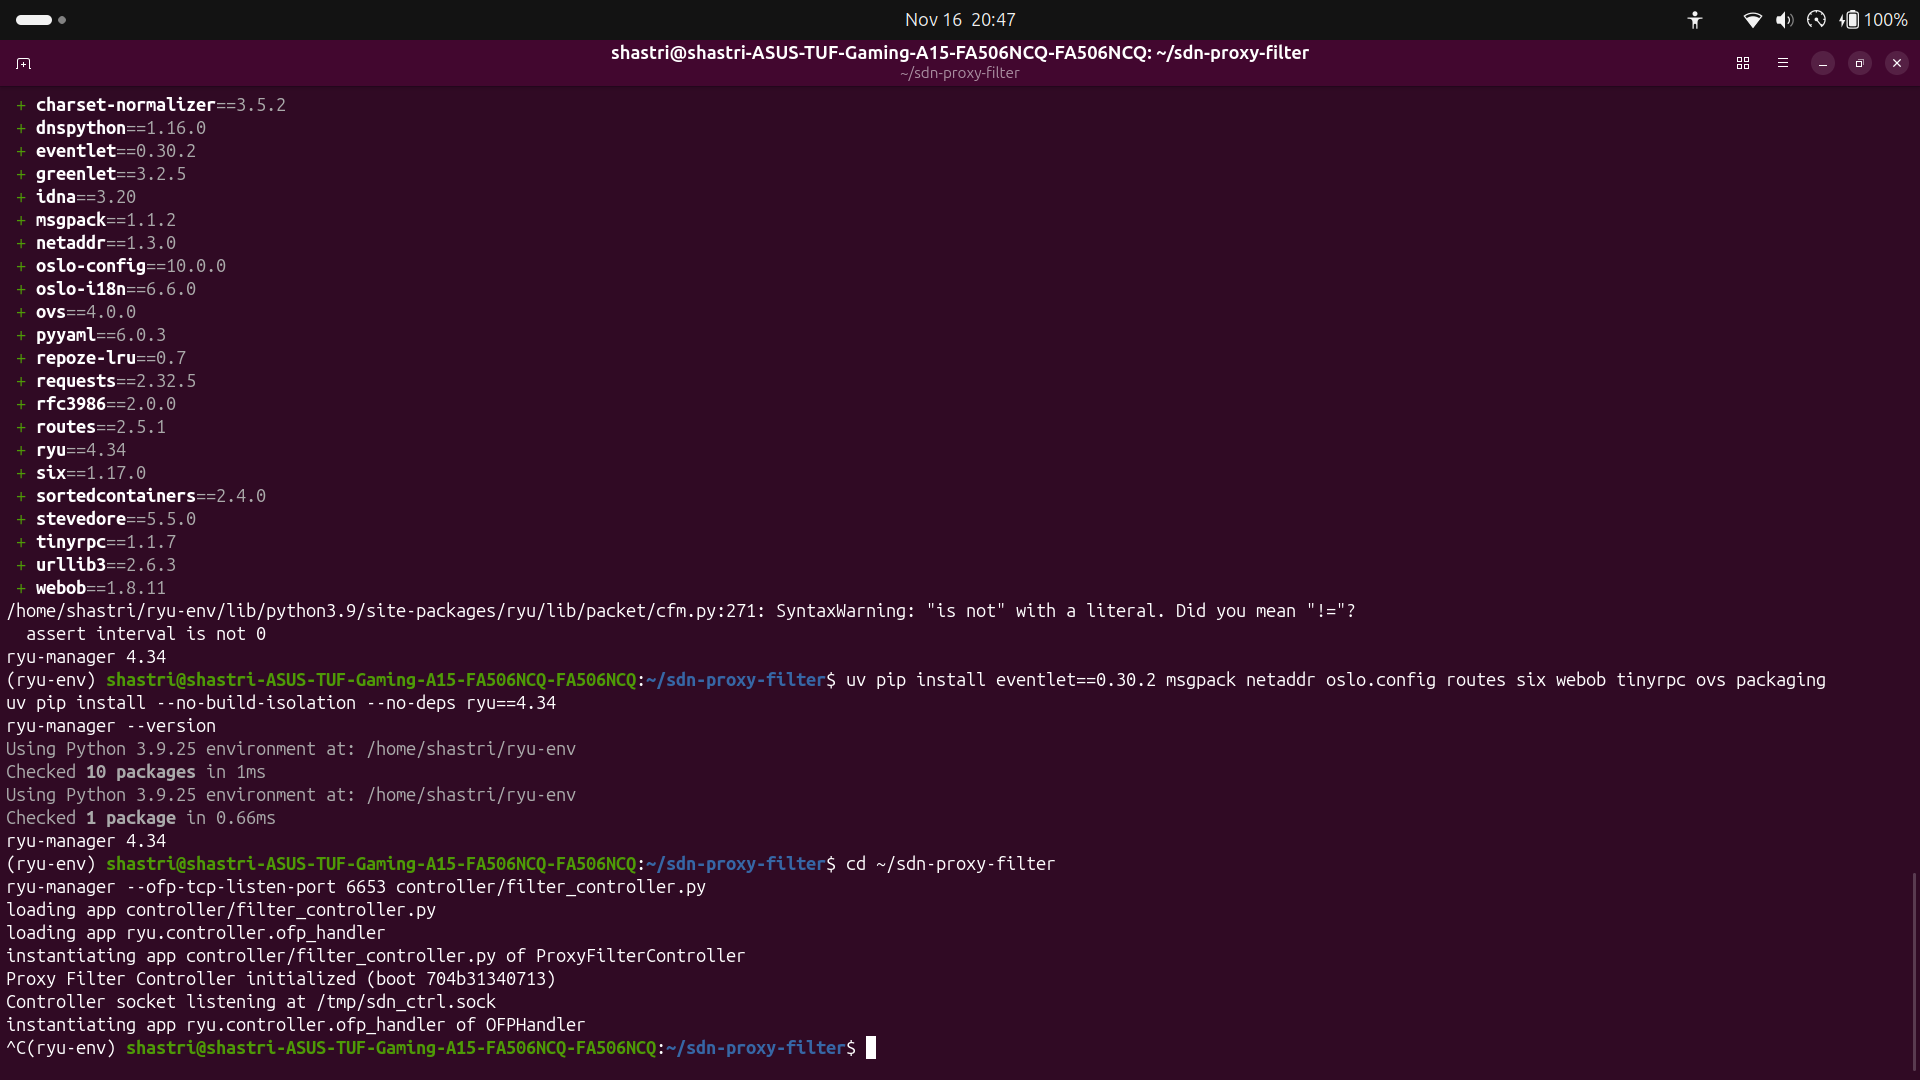 Nov 16 20:47
100%
shastri@shastri-ASUS-TUF-Gaming-A15-FA506NCQ-FA506NCQ: ~/sdn-proxy-filter
~/sdn-proxy-filter
+ charset-normalizer==3.5.2
+ dnspython==1.16.0
+ eventlet==0.30.2
+ greenlet==3.2.5
+ idna==3.20
+ msgpack==1.1.2
+ netaddr==1.3.0
+ oslo-config==10.0.0
+ oslo-i18n==6.6.0
+ ovs==4.0.0
+ pyyaml==6.0.3
+ repoze-lru==0.7
+ requests==2.32.5
+ rfc3986==2.0.0
+ routes==2.5.1
+ ryu==4.34
+ six==1.17.0
+ sortedcontainers==2.4.0
+ stevedore==5.5.0
+ tinyrpc==1.1.7
+ urllib3==2.6.3
+ webob==1.8.11
/home/shastri/ryu-env/lib/python3.9/site-packages/ryu/lib/packet/cfm.py:271: SyntaxWarning: "is not" with a literal. Did you mean "!="?
  assert interval is not 0
ryu-manager 4.34
(ryu-env) shastri@shastri-ASUS-TUF-Gaming-A15-FA506NCQ-FA506NCQ:~/sdn-proxy-filter$ uv pip install eventlet==0.30.2 msgpack netaddr oslo.config routes six webob tinyrpc ovs packaging
uv pip install --no-build-isolation --no-deps ryu==4.34
ryu-manager --version
Using Python 3.9.25 environment at: /home/shastri/ryu-env
Checked 10 packages in 1ms
Using Python 3.9.25 environment at: /home/shastri/ryu-env
Checked 1 package in 0.66ms
ryu-manager 4.34
(ryu-env) shastri@shastri-ASUS-TUF-Gaming-A15-FA506NCQ-FA506NCQ:~/sdn-proxy-filter$ cd ~/sdn-proxy-filter
ryu-manager --ofp-tcp-listen-port 6653 controller/filter_controller.py
loading app controller/filter_controller.py
loading app ryu.controller.ofp_handler
instantiating app controller/filter_controller.py of ProxyFilterController
Proxy Filter Controller initialized (boot 704b31340713)
Controller socket listening at /tmp/sdn_ctrl.sock
instantiating app ryu.controller.ofp_handler of OFPHandler
^C(ryu-env) shastri@shastri-ASUS-TUF-Gaming-A15-FA506NCQ-FA506NCQ:~/sdn-proxy-filter$